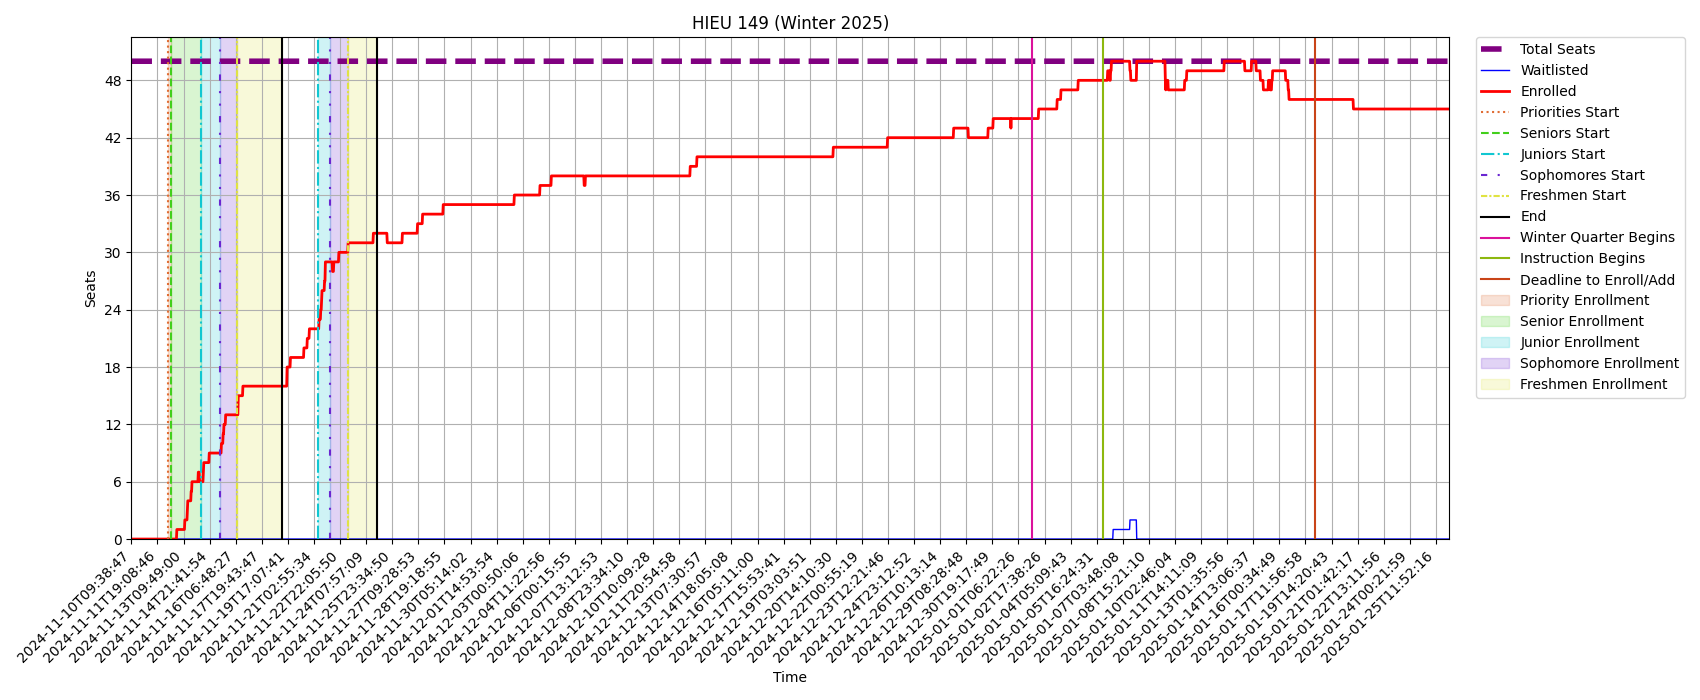 HIEU 149 (Winter 2025)
Seats
48
42
36
30
24
18
12
6
0
2024-11-10T09:38:47
2024-11-11T19:08:46
2024-11-13T09:49:00
2024-11-14T21:41:54
2024-11-16T06:48:27
2024-11-17T19:43:47
2024-11-19T17:07:41
2024-11-21T02:55:34
2024-11-22T22:05:50
2024-11-24T07:57:09
2024-11-25T23:34:50
2024-11-27T09:28:53
2024-11-28T19:18:55
2024-11-30T05:14:02
2024-12-01T14:53:54
2024-12-03T00:50:06
2024-12-04T11:22:56
2024-12-06T00:15:55
2024-12-07T13:12:53
2024-12-08T23:34:10
2024-12-10T10:09:28
2024-12-11T20:54:58
2024-12-13T07:30:57
2024-12-14T18:05:08
2024-12-16T05:11:00
2024-12-17T15:53:41
2024-12-19T03:03:51
2024-12-20T14:10:30
2024-12-22T00:55:19
2024-12-23T12:21:46
2024-12-24T23:12:52
2024-12-26T10:13:14
2024-12-29T08:28:48
2024-12-30T19:17:49
2025-01-01T06:22:26
2025-01-02T17:38:26
2025-01-04T05:09:43
2025-01-05T16:24:31
2025-01-07T03:48:08
2025-01-08T15:21:10
2025-01-10T02:46:04
2025-01-11T14:11:09
2025-01-13T01:35:56
2025-01-14T13:06:37
2025-01-16T00:34:49
2025-01-17T11:56:58
2025-01-19T14:20:43
2025-01-21T01:42:17
2025-01-22T13:11:56
2025-01-24T00:21:59
2025-01-25T11:52:16
Time
Total Seats
Waitlisted
Enrolled
Priorities Start
Seniors Start
Juniors Start
Sophomores Start
Freshmen Start
End
Winter Quarter Begins
Instruction Begins
Deadline to Enroll/Add
Priority Enrollment
Senior Enrollment
Junior Enrollment
Sophomore Enrollment
Freshmen Enrollment